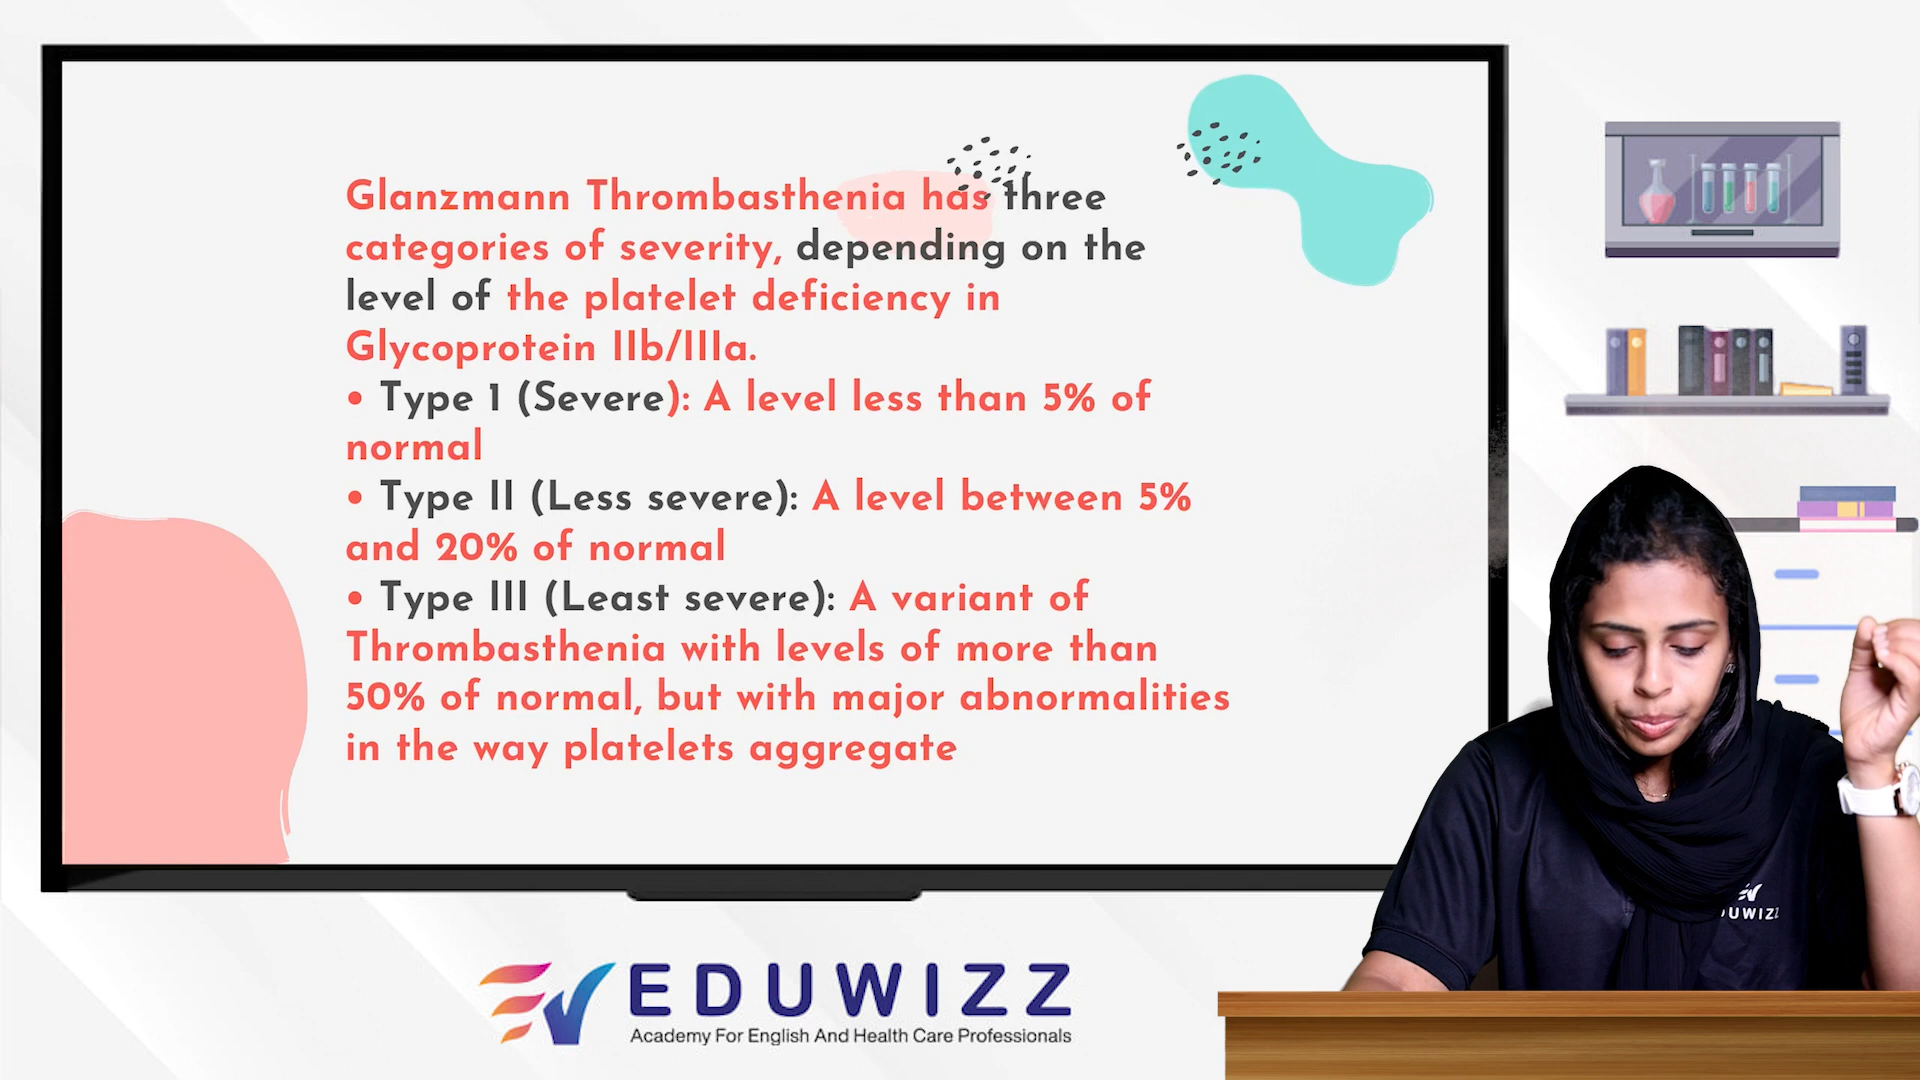 Glanzmann Thrombasthenia has three
categories of severity, depending on the
level of the platelet deficiency in
Glycoprotein IIb/IIIa.
• Type 1 (Severe): A level less than 5% of
normal
• Type II (Less severe): A level between 5%
and 20% of normal
• Type III (Least severe): A variant of
Thrombasthenia with levels of more than
50% of normal, but with major abnormalities
in the way platelets aggregate
DUWIZZ
EDUWIZZ
Academy For English And Health Care Professionals